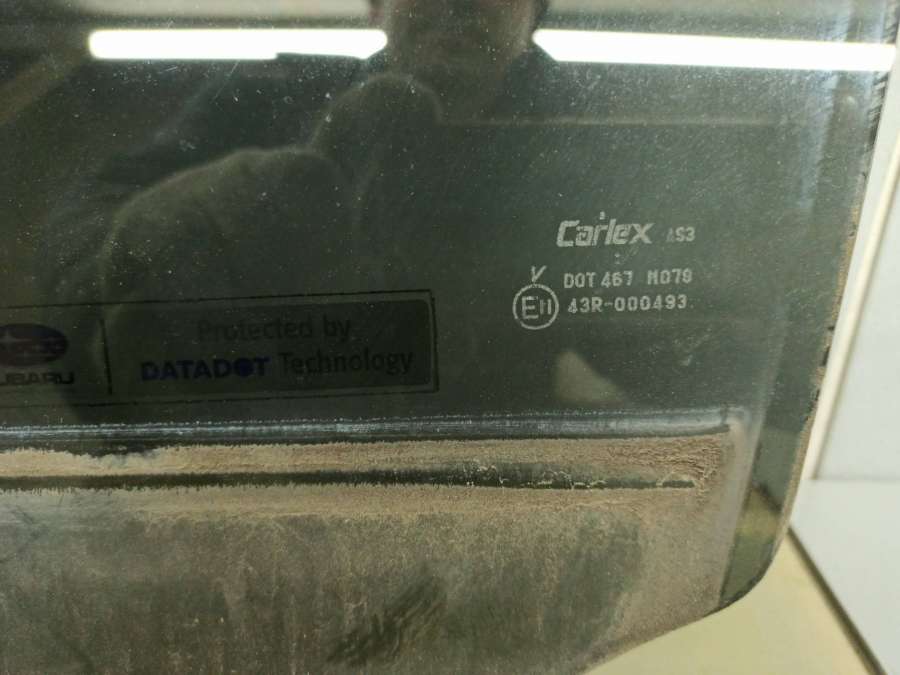 Carlex AS3
V
DOT 467 M079
E11 43R-000493
Protected by
SUBARU
DATADOT Technology